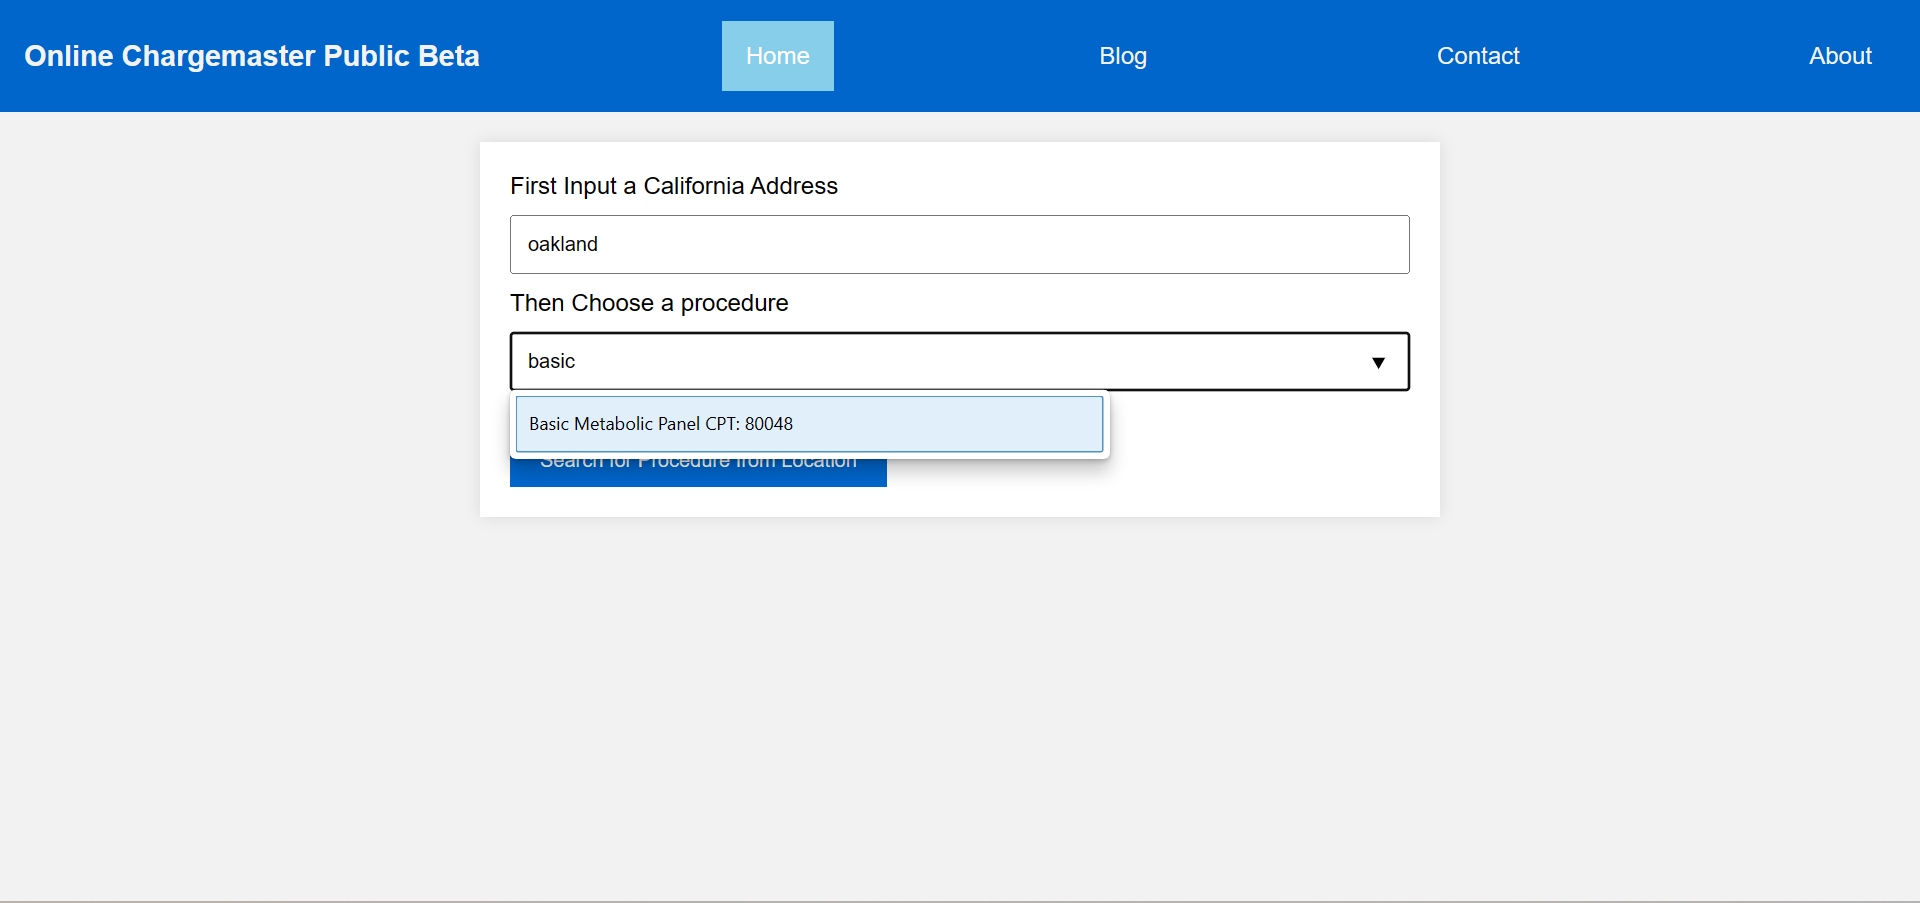 Online Chargemaster Public Beta
Home
Blog
Contact
About
First Input a California Address
oakland
Then Choose a procedure
basic
Basic Metabolic Panel CPT: 80048
Search for Procedure from Location